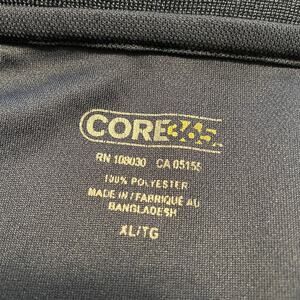 CORE365
RN 108030 CA 05155
100% POLYESTER
MADE IN / FABRIQUÉ AU
BANGLADESH
XL/TG